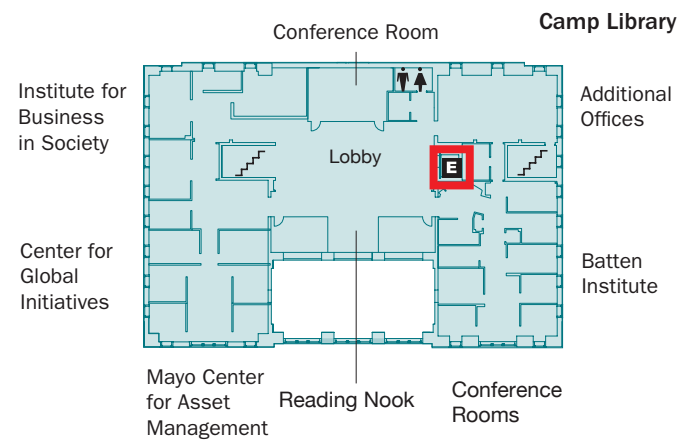 Camp Library
Conference Room
Institute for
Business
in Society
Additional
Offices
Lobby
E
Center for
Global
Initiatives
Batten
Institute
Mayo Center
for Asset
Management
Reading Nook
Conference
Rooms